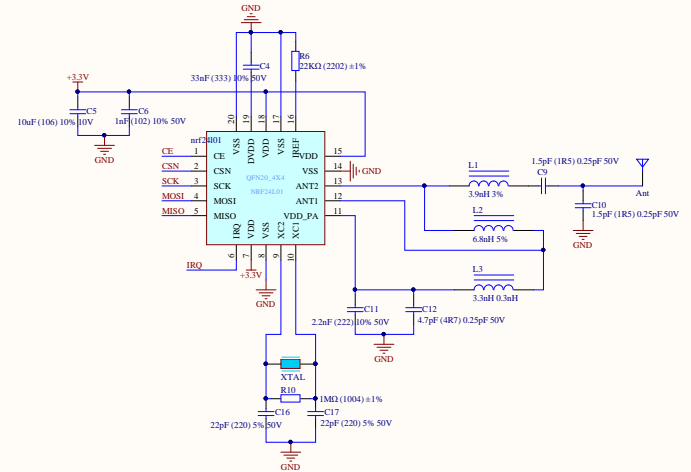 GND
R6
22KΩ (2202) ±1%
C4
33nF (333) 10% 50V
+3.3V
C5
10uF (106) 10% 10V
C6
1nF (102) 10% 50V
GND
20
19
18
17
16
VSS
DVDD
VDD
VSS
IREF
nrf24l01
CE
1
CE
CSN
2
CSN
SCK
3
SCK
MOSI
4
MOSI
MISO
5
MISO
QFN20_4X4
NRF24L01
VDD
15
VSS
14
GND
ANT2
13
ANT1
12
VDD_PA
11
IRQ
VDD
VSS
XC2
XC1
6
7
8
9
10
IRQ
+3.3V
GND
L1
3.9nH 3%
1.5pF (1R5) 0.25pF 50V
C9
Ant
C10
1.5pF (1R5) 0.25pF 50V
GND
L2
6.8nH 5%
L3
3.3nH 0.3nH
C11
2.2nF (222) 10% 50V
C12
4.7pF (4R7) 0.25pF 50V
GND
XTAL
R10
1MΩ (1004) ±1%
C16
22pF (220) 5% 50V
C17
22pF (220) 5% 50V
GND